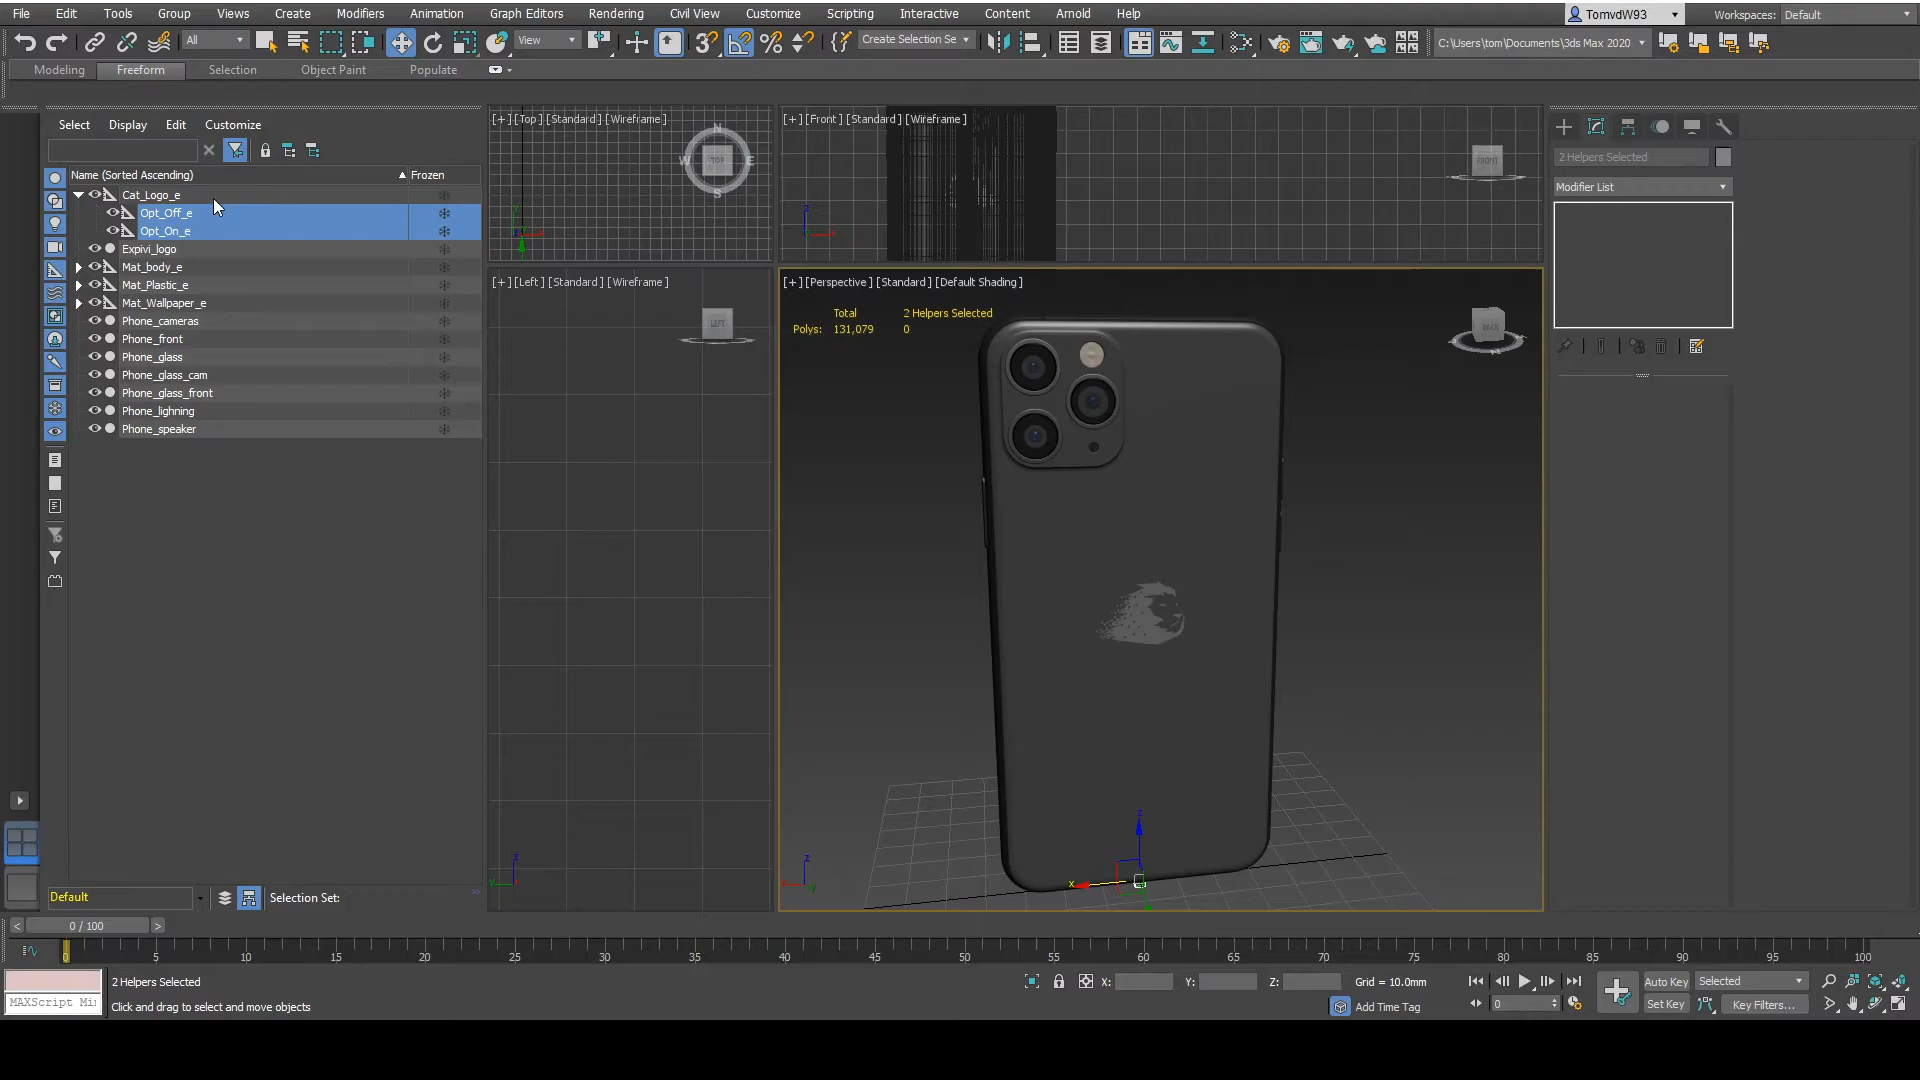 File Edit Tools Group Views Create Modifiers Animation Graph Editors Rendering Civil View Customize Scripting Interactive Content Arnold Help TomvdW93 Workspaces: Default
All View 3 Create Selection Se C:\Users\tom\Documents\3ds Max 2020
Modeling Freeform Selection Object Paint Populate
Select Display Edit Customize
Name (Sorted Ascending) Frozen
Cat_Logo_e
Opt_Off_e
Opt_On_e
Expivi_logo
Mat_body_e
Mat_Plastic_e
Mat_Wallpaper_e
Phone_cameras
Phone_front
Phone_glass
Phone_glass_cam
Phone_glass_front
Phone_lighning
Phone_speaker
Default Selection Set:
[+] [Top] [Standard] [Wireframe]
N
W TOP E
S
[+] [Front] [Standard] [Wireframe]
FRONT
[+] [Left] [Standard] [Wireframe]
LEFT
[+] [Perspective] [Standard] [Default Shading]
Total 2 Helpers Selected
Polys: 131,079 0
BACK
z
x
2 Helpers Selected
Modifier List
0 / 100
0 5 10 15 20 25 30 35 40 45 50 55 60 65 70 75 80 85 90 95 100
2 Helpers Selected X: Y: Z: Grid = 10.0mm Auto Key Selected
MAXScript Mi Click and drag to select and move objects Add Time Tag 0 Set Key Key Filters...